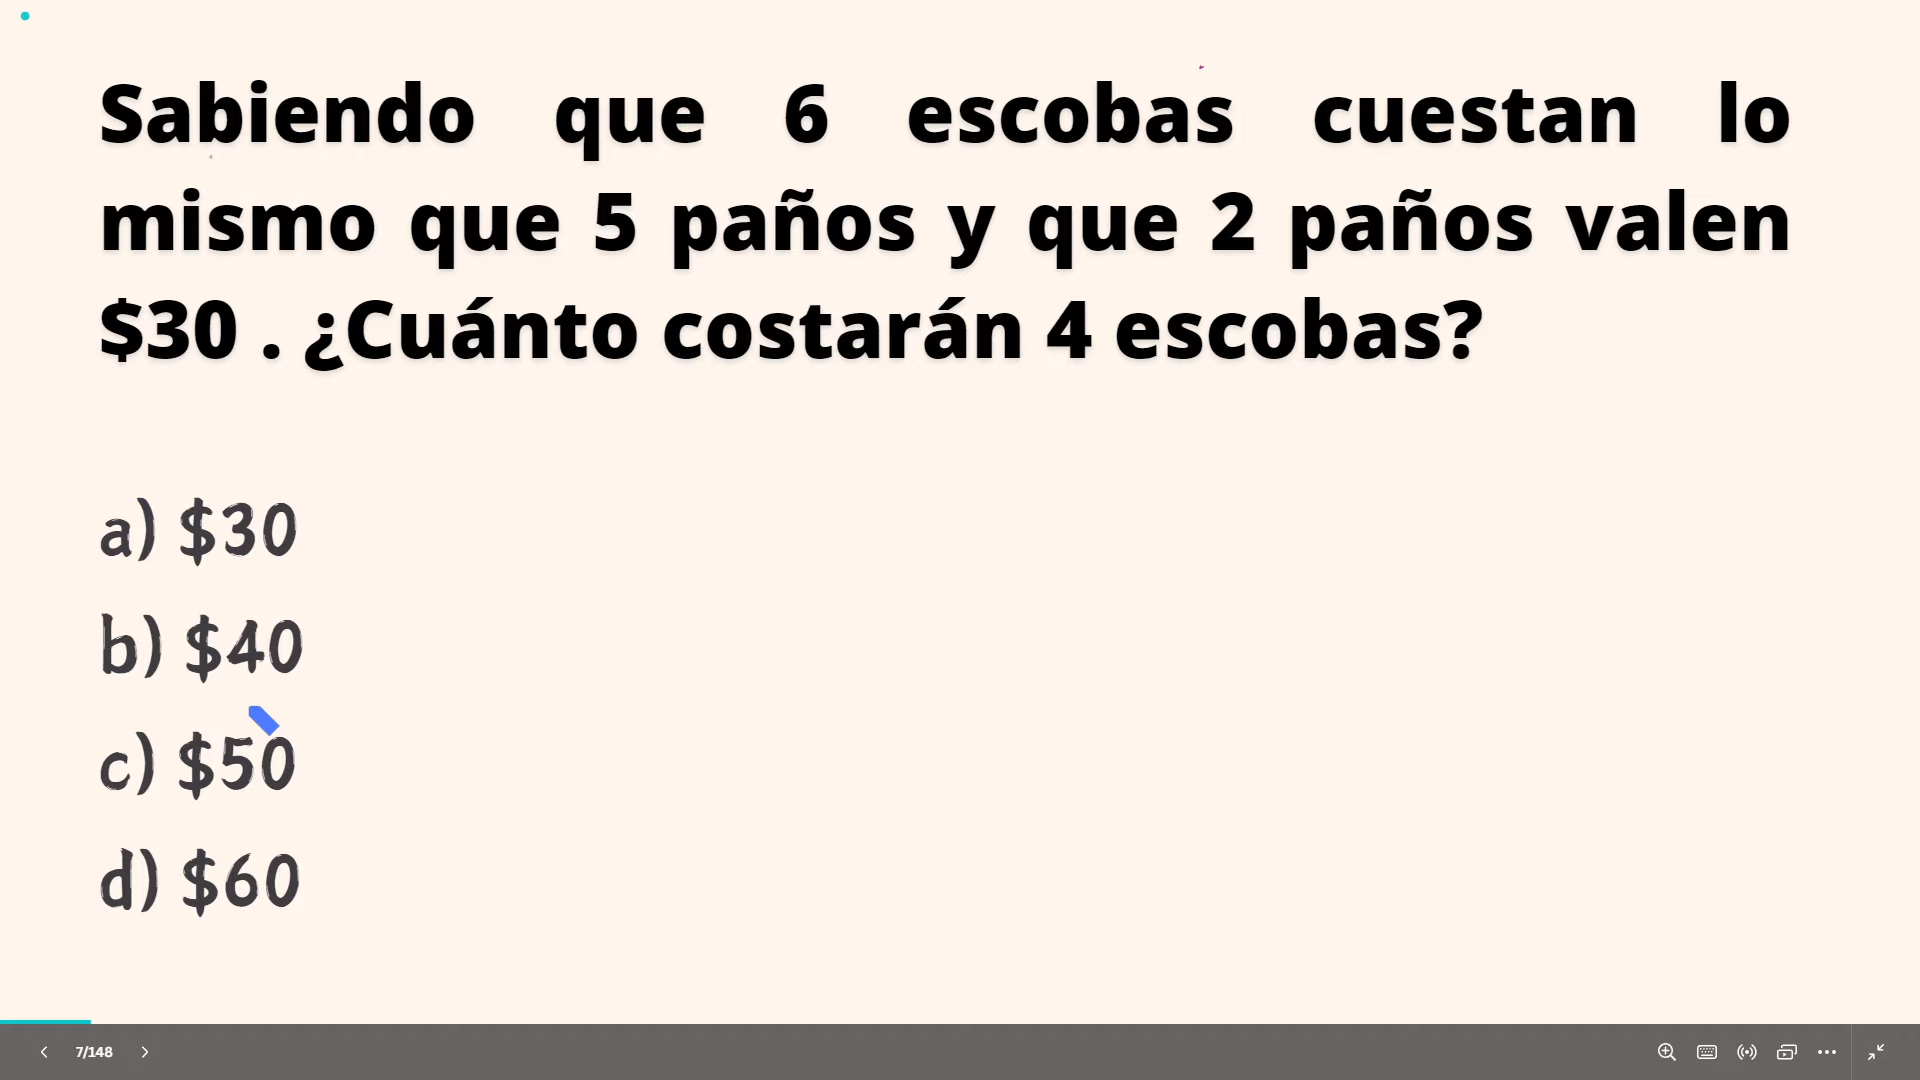 Sabiendo que 6 escobas cuestan lo
mismo que 5 paños y que 2 paños valen
$30 . ¿Cuánto costarán 4 escobas?
a) $30
b) $40
c) $50
d) $60
7/148